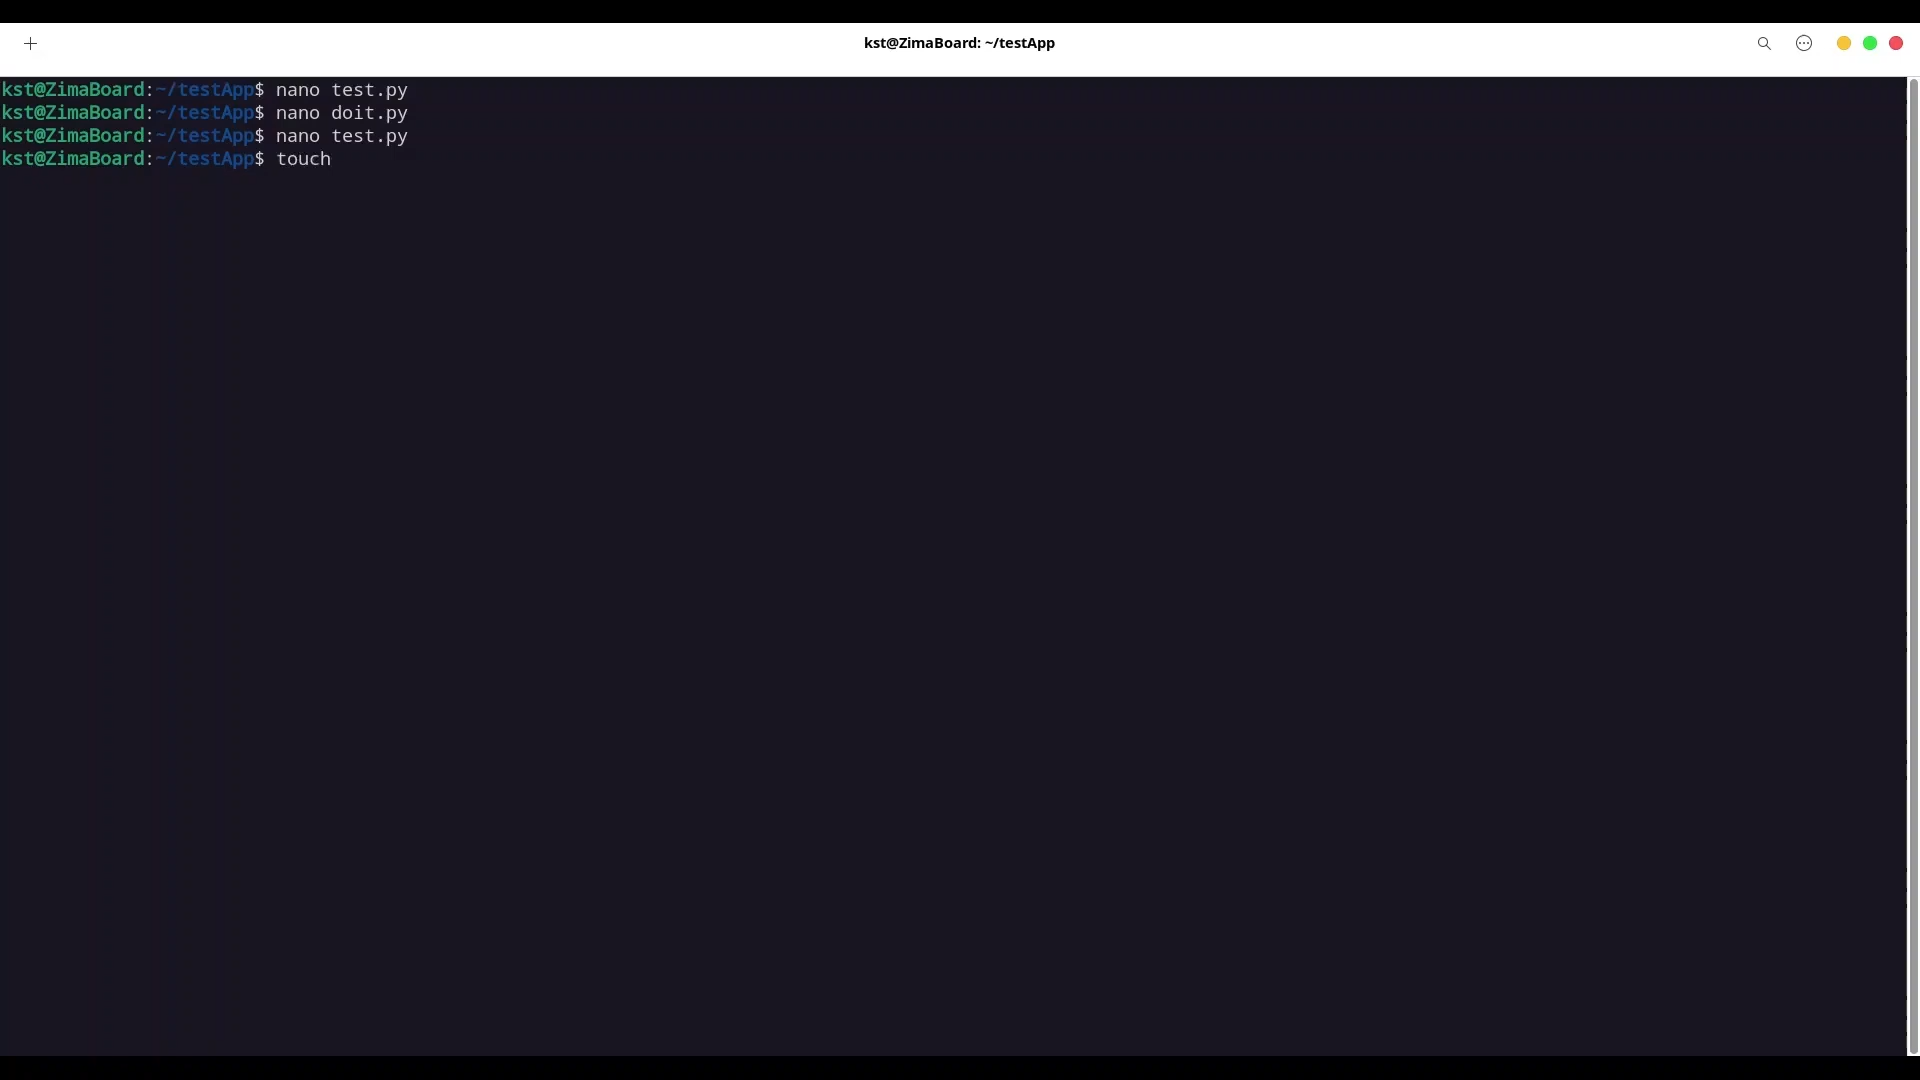 kst@ZimaBoard: ~/testApp
kst@ZimaBoard:~/testApp$ nano test.py
kst@ZimaBoard:~/testApp$ nano doit.py
kst@ZimaBoard:~/testApp$ nano test.py
kst@ZimaBoard:~/testApp$ touch